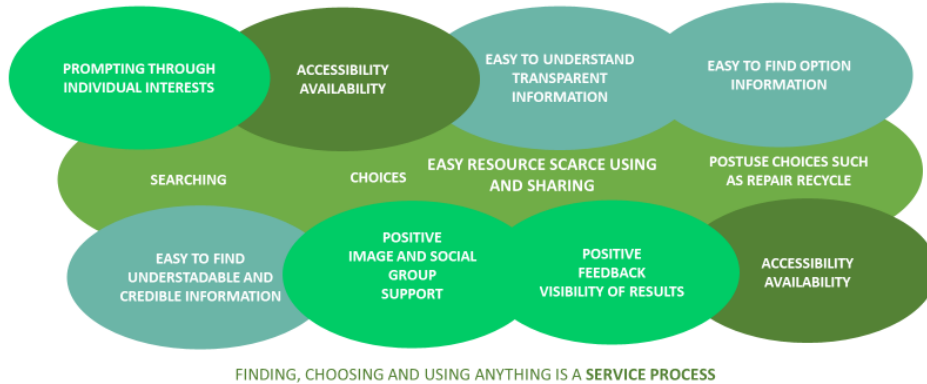 PROMPTING THROUGH
INDIVIDUAL INTERESTS
ACCESSIBILITY
AVAILABILITY
EASY TO UNDERSTAND
TRANSPARENT
INFORMATION
EASY TO FIND OPTION
INFORMATION
SEARCHING
CHOICES
EASY RESOURCE SCARCE USING
AND SHARING
POSTUSE CHOICES SUCH
AS REPAIR RECYCLE
EASY TO FIND
UNDERSTADABLE AND
CREDIBLE INFORMATION
POSITIVE
IMAGE AND SOCIAL
GROUP
SUPPORT
POSITIVE
FEEDBACK
VISIBILITY OF RESULTS
ACCESSIBILITY
AVAILABILITY
FINDING, CHOOSING AND USING ANYTHING IS A SERVICE PROCESS